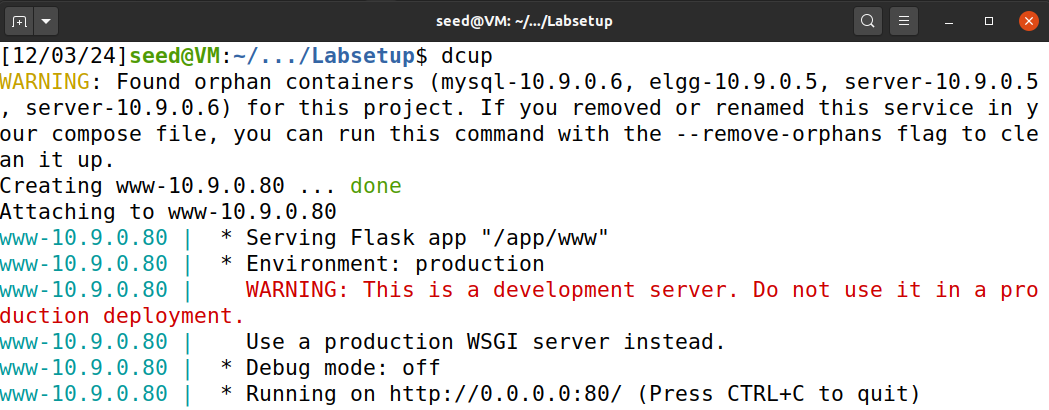 seed@VM: ~/.../Labsetup
[12/03/24]seed@VM:~/.../Labsetup$ dcup
WARNING: Found orphan containers (mysql-10.9.0.6, elgg-10.9.0.5, server-10.9.0.5
, server-10.9.0.6) for this project. If you removed or renamed this service in y
our compose file, you can run this command with the --remove-orphans flag to cle
an it up.
Creating www-10.9.0.80 ... done
Attaching to www-10.9.0.80
www-10.9.0.80 |  * Serving Flask app "/app/www"
www-10.9.0.80 |  * Environment: production
www-10.9.0.80 |    WARNING: This is a development server. Do not use it in a pro
duction deployment.
www-10.9.0.80 |    Use a production WSGI server instead.
www-10.9.0.80 |  * Debug mode: off
www-10.9.0.80 |  * Running on http://0.0.0.0:80/ (Press CTRL+C to quit)